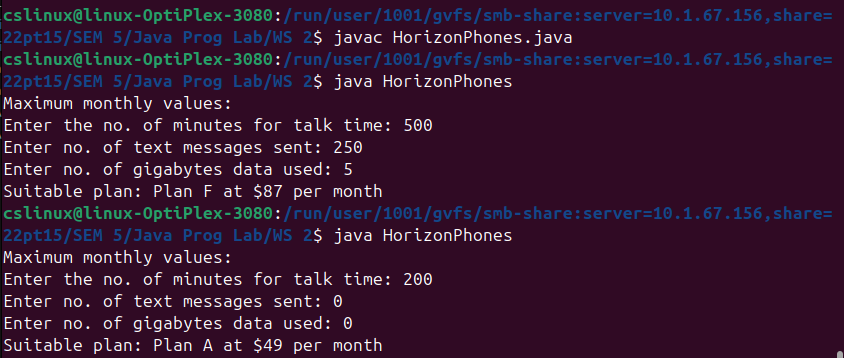 cslinux@linux-OptiPlex-3080:/run/user/1001/gvfs/smb-share:server=10.1.67.156,share=
22pt15/SEM 5/Java Prog Lab/WS 2$ javac HorizonPhones.java
cslinux@linux-OptiPlex-3080:/run/user/1001/gvfs/smb-share:server=10.1.67.156,share=
22pt15/SEM 5/Java Prog Lab/WS 2$ java HorizonPhones
Maximum monthly values:
Enter the no. of minutes for talk time: 500
Enter no. of text messages sent: 250
Enter no. of gigabytes data used: 5
Suitable plan: Plan F at $87 per month
cslinux@linux-OptiPlex-3080:/run/user/1001/gvfs/smb-share:server=10.1.67.156,share=
22pt15/SEM 5/Java Prog Lab/WS 2$ java HorizonPhones
Maximum monthly values:
Enter the no. of minutes for talk time: 200
Enter no. of text messages sent: 0
Enter no. of gigabytes data used: 0
Suitable plan: Plan A at $49 per month